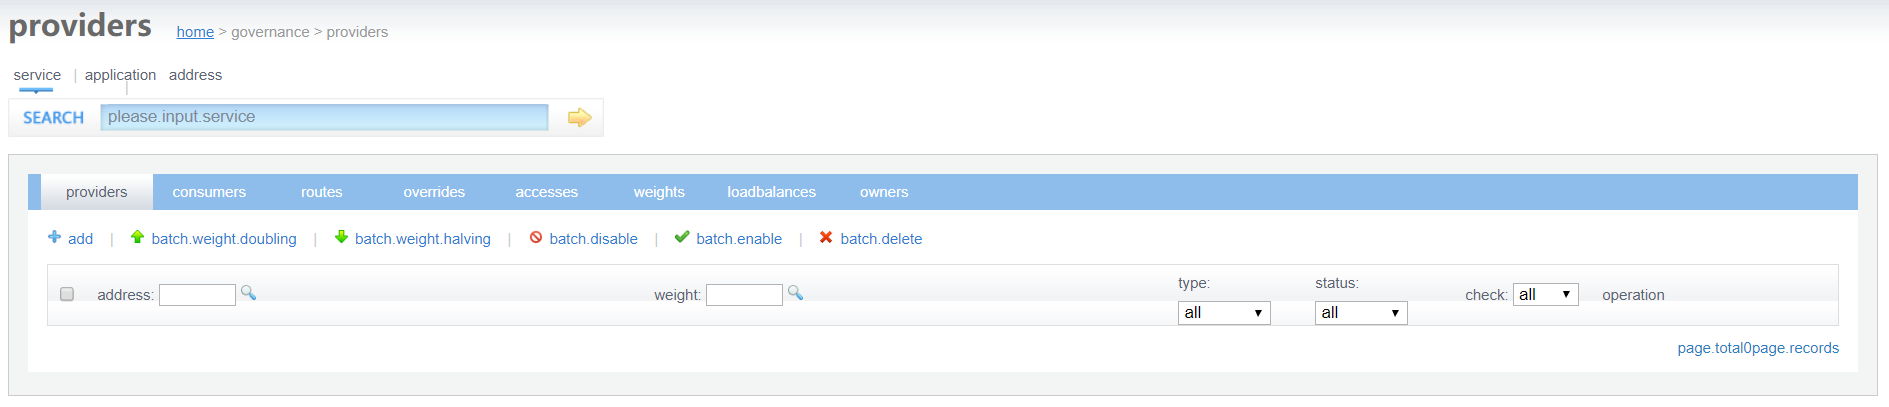 providers home > governance > providers
service | application address
SEARCH please.input.service
providers consumers routes overrides accesses weights loadbalances owners
add | batch.weight.doubling | batch.weight.halving | batch.disable | batch.enable | batch.delete
address: weight: type: all status: all check: all operation
page.total0page.records